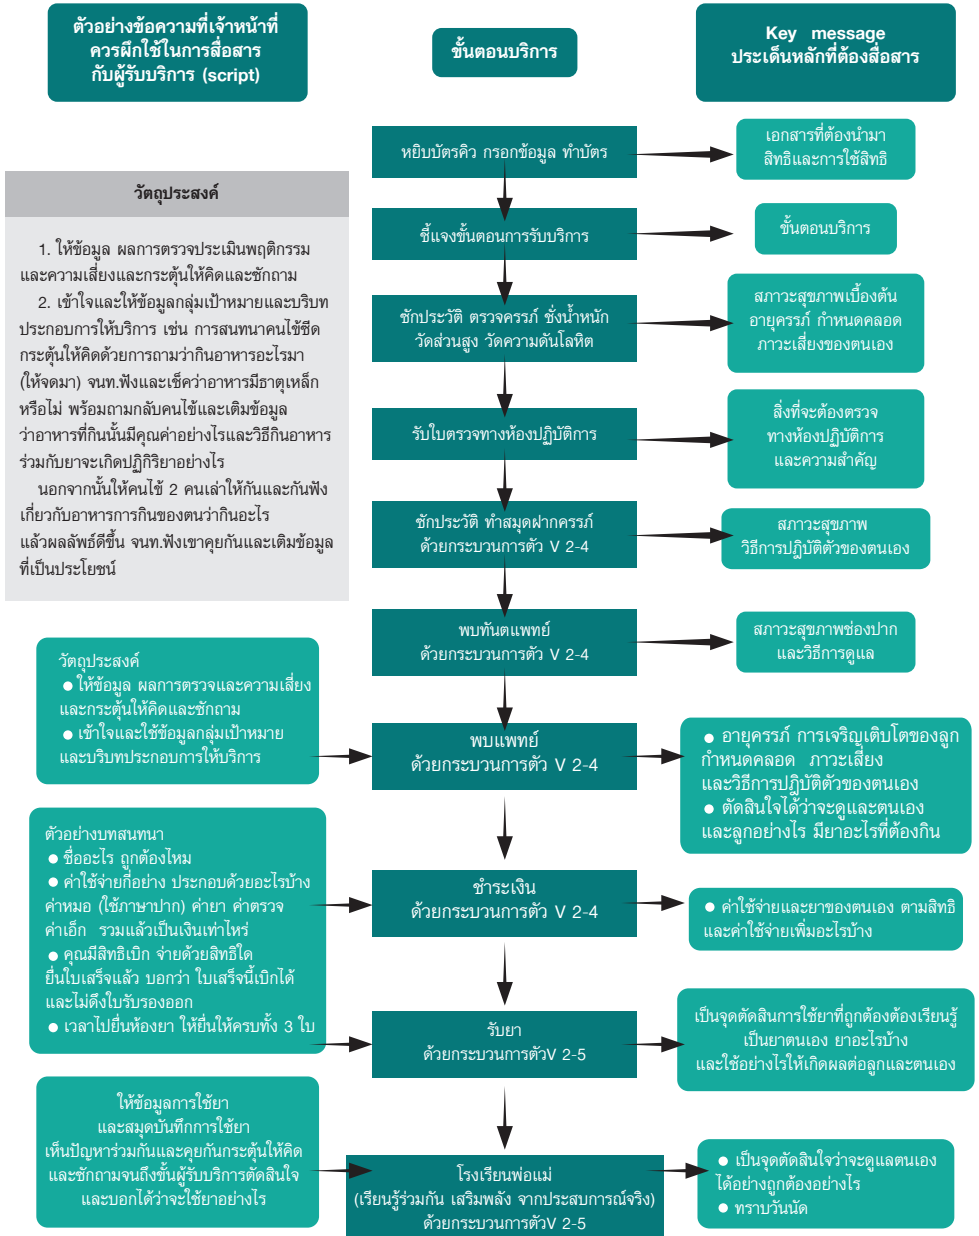 ตัวอย่างข้อความที่เจ้าหน้าที่
ควรฝึกใช้ในการสื่อสาร
กับผู้รับบริการ (script)
ขั้นตอนบริการ
Key message
ประเด็นหลักที่ต้องสื่อสาร
หยิบบัตรคิว กรอกข้อมูล ทำบัตร
เอกสารที่ต้องนำมา
สิทธิและการใช้สิทธิ
วัตถุประสงค์
1. ให้ข้อมูล ผลการตรวจประเมินพฤติกรรม
และความเสี่ยงและกระตุ้นให้คิดและซักถาม
2. เข้าใจและให้ข้อมูลกลุ่มเป้าหมายและบริบท
ประกอบการให้บริการ เช่น การสนทนาคนไข้ซีด
กระตุ้นให้คิดด้วยการถามว่ากินอาหารอะไรมา
(ให้จดมา) จนท.ฟังและเช็คว่าอาหารมีธาตุเหล็ก
หรือไม่ พร้อมถามกลับคนไข้และเติมข้อมูล
ว่าอาหารที่กินนั้นมีคุณค่าอย่างไรและวิธีกินอาหาร
ร่วมกับยาจะเกิดปฏิกิริยาอย่างไร
นอกจากนั้นให้คนไข้ 2 คนเล่าให้กันและกันฟัง
เกี่ยวกับอาหารการกินของตนว่ากินอะไร
แล้วผลลัพธ์ดีขึ้น จนท.ฟังเขาคุยกันและเติมข้อมูล
ที่เป็นประโยชน์
ชี้แจงขั้นตอนการรับบริการ
ขั้นตอนบริการ
ซักประวัติ ตรวจครรภ์ ชั่งน้ำหนัก
วัดส่วนสูง วัดความดันโลหิต
สภาวะสุขภาพเบื้องต้น
อายุครรภ์ กำหนดคลอด
ภาวะเสี่ยงของตนเอง
รับใบตรวจทางห้องปฏิบัติการ
สิ่งที่จะต้องตรวจ
ทางห้องปฏิบัติการ
และความสำคัญ
ซักประวัติ ทำสมุดฝากครรภ์
ด้วยกระบวนการตัว V 2-4
สภาวะสุขภาพ
วิธีการปฏิบัติตัวของตนเอง
พบทันตแพทย์
ด้วยกระบวนการตัว V 2-4
สภาวะสุขภาพช่องปาก
และวิธีการดูแล
วัตถุประสงค์
● ให้ข้อมูล ผลการตรวจและความเสี่ยง
และกระตุ้นให้คิดและซักถาม
● เข้าใจและใช้ข้อมูลกลุ่มเป้าหมาย
และบริบทประกอบการให้บริการ
พบแพทย์
ด้วยกระบวนการตัว V 2-4
● อายุครรภ์ การเจริญเติบโตของลูก
กำหนดคลอด ภาวะเสี่ยง
และวิธีการปฏิบัติตัวของตนเอง
● ตัดสินใจได้ว่าจะดูและตนเอง
และลูกอย่างไร มียาอะไรที่ต้องกิน
ตัวอย่างบทสนทนา
● ชื่ออะไร ถูกต้องไหม
● ค่าใช้จ่ายกี่อย่าง ประกอบด้วยอะไรบ้าง
ค่าหมอ (ใช้ภาษาปาก) ค่ายา ค่าตรวจ
ค่าเอ็ก รวมแล้วเป็นเงินเท่าไหร่
● คุณมีสิทธิเบิก จ่ายด้วยสิทธิใด
ยื่นใบเสร็จแล้ว บอกว่า ใบเสร็จนี้เบิกได้
และไม่ดึงใบรับรองออก
● เวลาไปยื่นห้องยา ให้ยื่นให้ครบทั้ง 3 ใบ
ชำระเงิน
ด้วยกระบวนการตัว V 2-4
● ค่าใช้จ่ายและยาของตนเอง ตามสิทธิ
และค่าใช้จ่ายเพิ่มอะไรบ้าง
รับยา
ด้วยกระบวนการตัวV 2-5
เป็นจุดตัดสินการใช้ยาที่ถูกต้องต้องเรียนรู้
เป็นยาตนเอง ยาอะไรบ้าง
และใช้อย่างไรให้เกิดผลต่อลูกและตนเอง
ให้ข้อมูลการใช้ยา
และสมุดบันทึกการใช้ยา
เห็นปัญหาร่วมกันและคุยกันกระตุ้นให้คิด
และซักถามจนถึงขั้นผู้รับบริการตัดสินใจ
และบอกได้ว่าจะใช้ยาอย่างไร
โรงเรียนพ่อแม่
(เรียนรู้ร่วมกัน เสริมพลัง จากประสบการณ์จริง)
ด้วยกระบวนการตัวV 2-5
● เป็นจุดตัดสินใจว่าจะดูแลตนเอง
ได้อย่างถูกต้องอย่างไร
● ทราบวันนัด